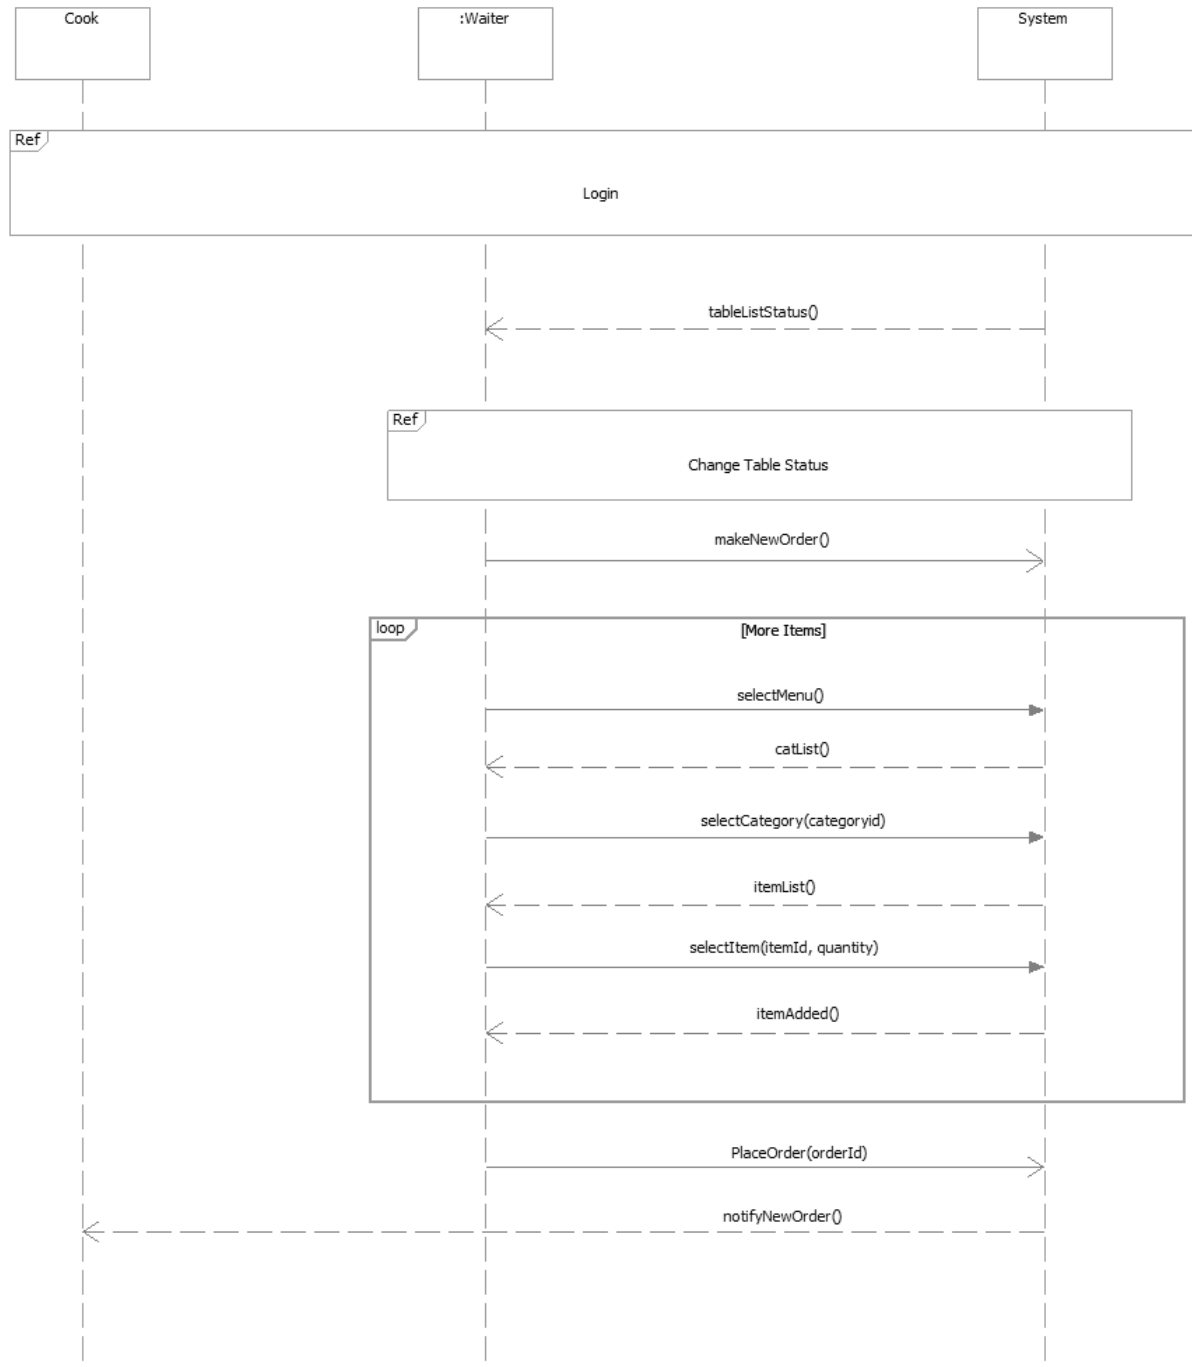 Cook
:Waiter
System
Ref
Login
tableListStatus()
Ref
Change Table Status
makeNewOrder()
loop
[More Items]
selectMenu()
catList()
selectCategory(categoryid)
itemList()
selectItem(itemId, quantity)
itemAdded()
PlaceOrder(orderId)
notifyNewOrder()